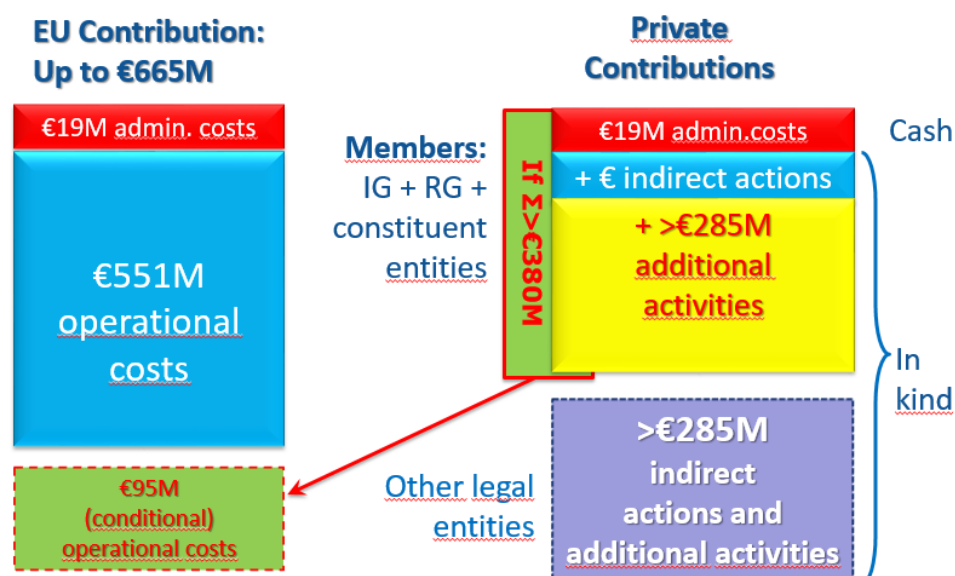 EU Contribution:
Up to €665M
€19M admin. costs
€551M
operational
costs
€95M
(conditional)
operational costs
Private
Contributions
Members:
IG + RG +
constituent
entities
If Σ>€380M
€19M admin.costs
+ € indirect actions
+ >€285M
additional
activities
Cash
In
kind
Other legal
entities
>€285M
indirect
actions and
additional activities